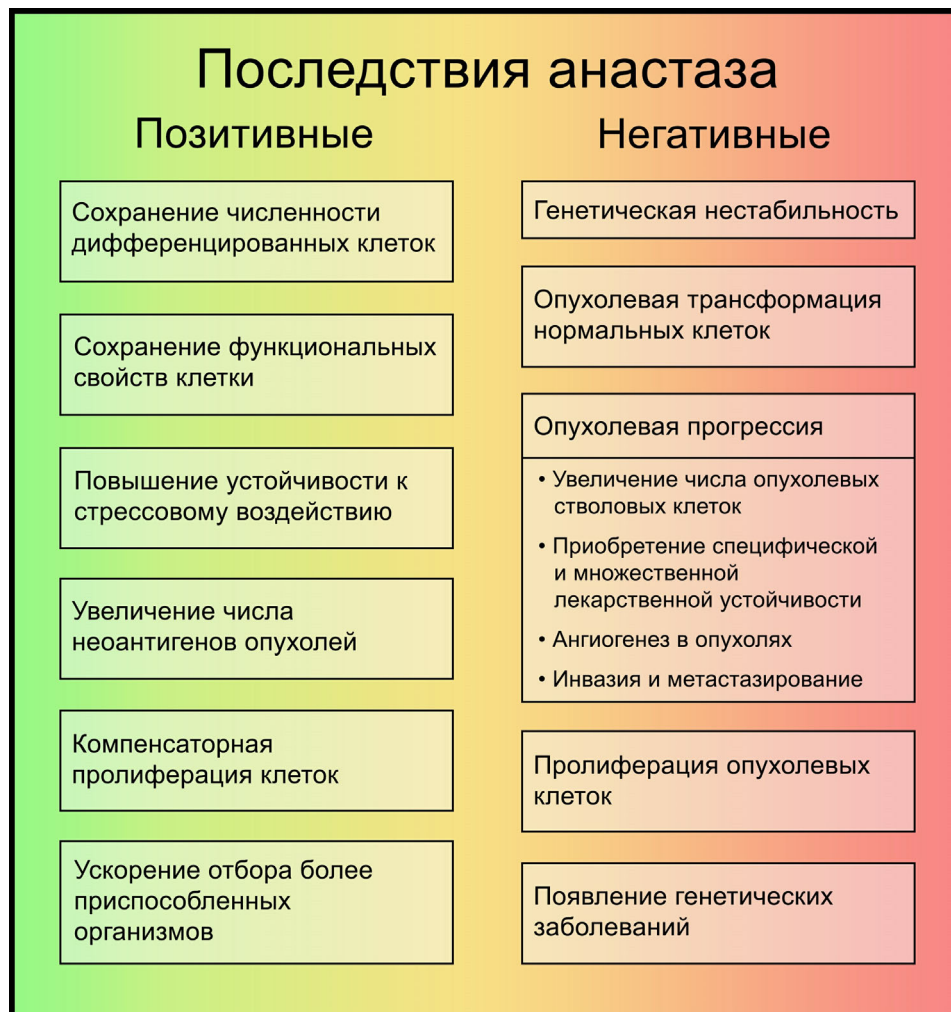 Последствия анастаза
Позитивные
Сохранение численности
дифференцированных клеток
Сохранение функциональных
свойств клетки
Повышение устойчивости к
стрессовому воздействию
Увеличение числа
неоантигенов опухолей
Компенсаторная
пролиферация клеток
Ускорение отбора более
приспособленных
организмов
Негативные
Генетическая нестабильность
Опухолевая трансформация
нормальных клеток
Опухолевая прогрессия
• Увеличение числа опухолевых
стволовых клеток
• Приобретение специфической
и множественной
лекарственной устойчивости
• Ангиогенез в опухолях
• Инвазия и метастазирование
Пролиферация опухолевых
клеток
Появление генетических
заболеваний